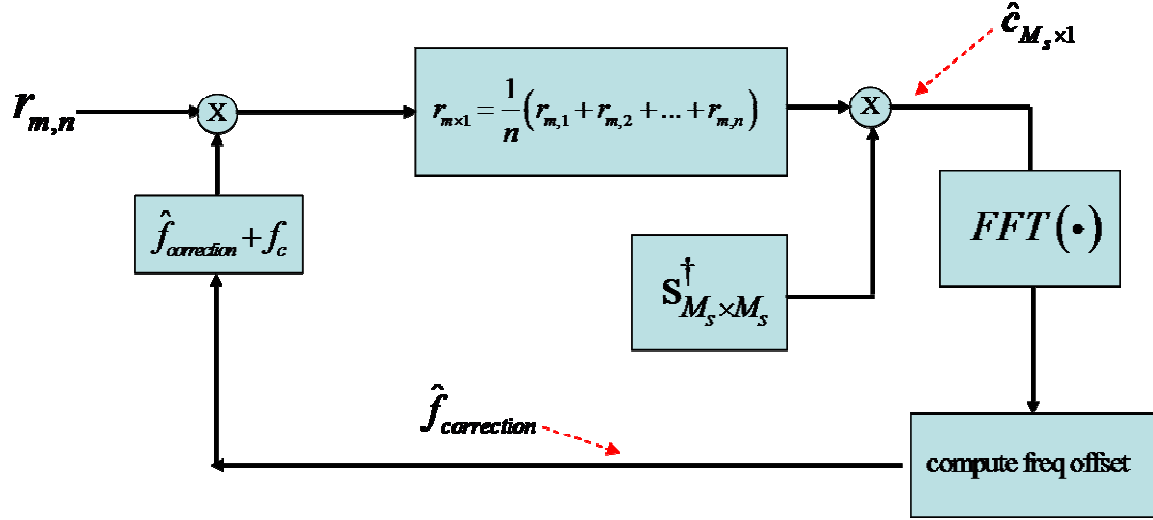 ĉ_{M_s×1}
r_{m,n}
X
r_{m×1} = \frac{1}{n}(r_{m,1} + r_{m,2} + ... + r_{m,n})
X
f̂_{correction} + f_c
S^†_{M_s×M_s}
FFT(•)
f̂_{correction}
compute freq offset